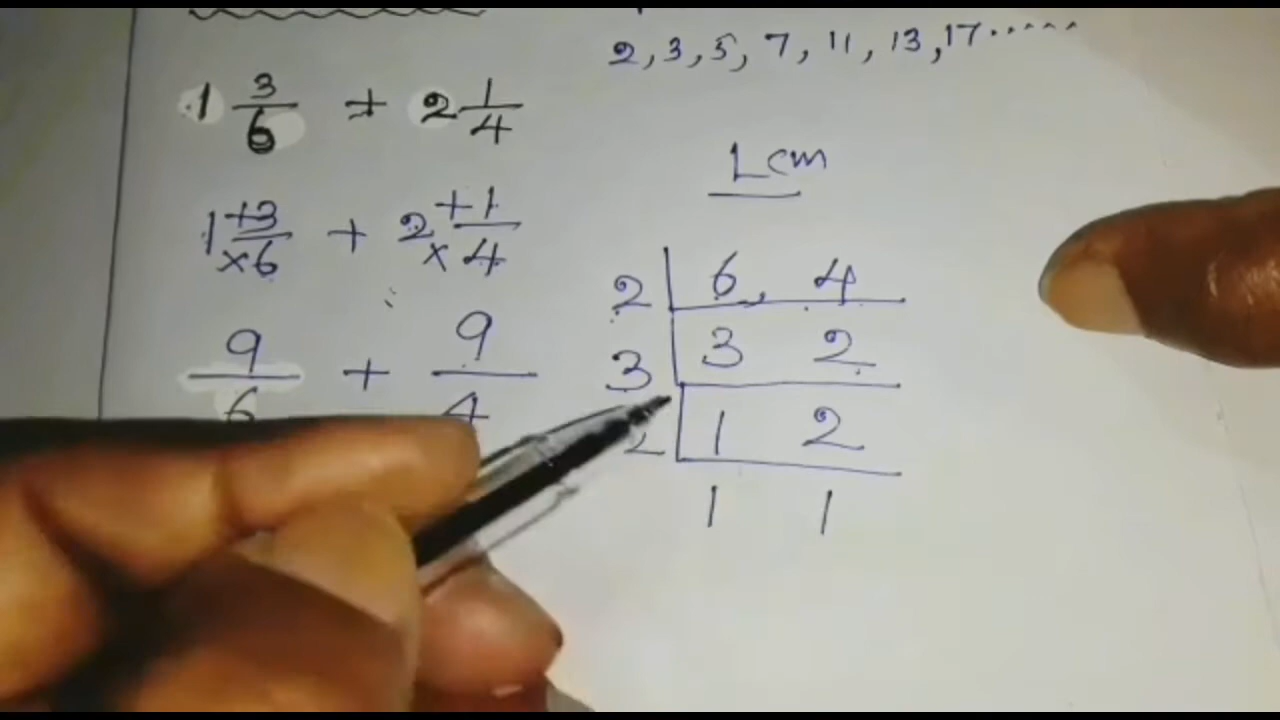 2, 3, 5, 7, 11, 13, 17 ......
1 3/6 + 2 1/4
Lcm
1 +3/×6 + 2 +1/×4
2 | 6, 4
9/6 + 9/4
3 | 3 2
2 | 1 2
1 1